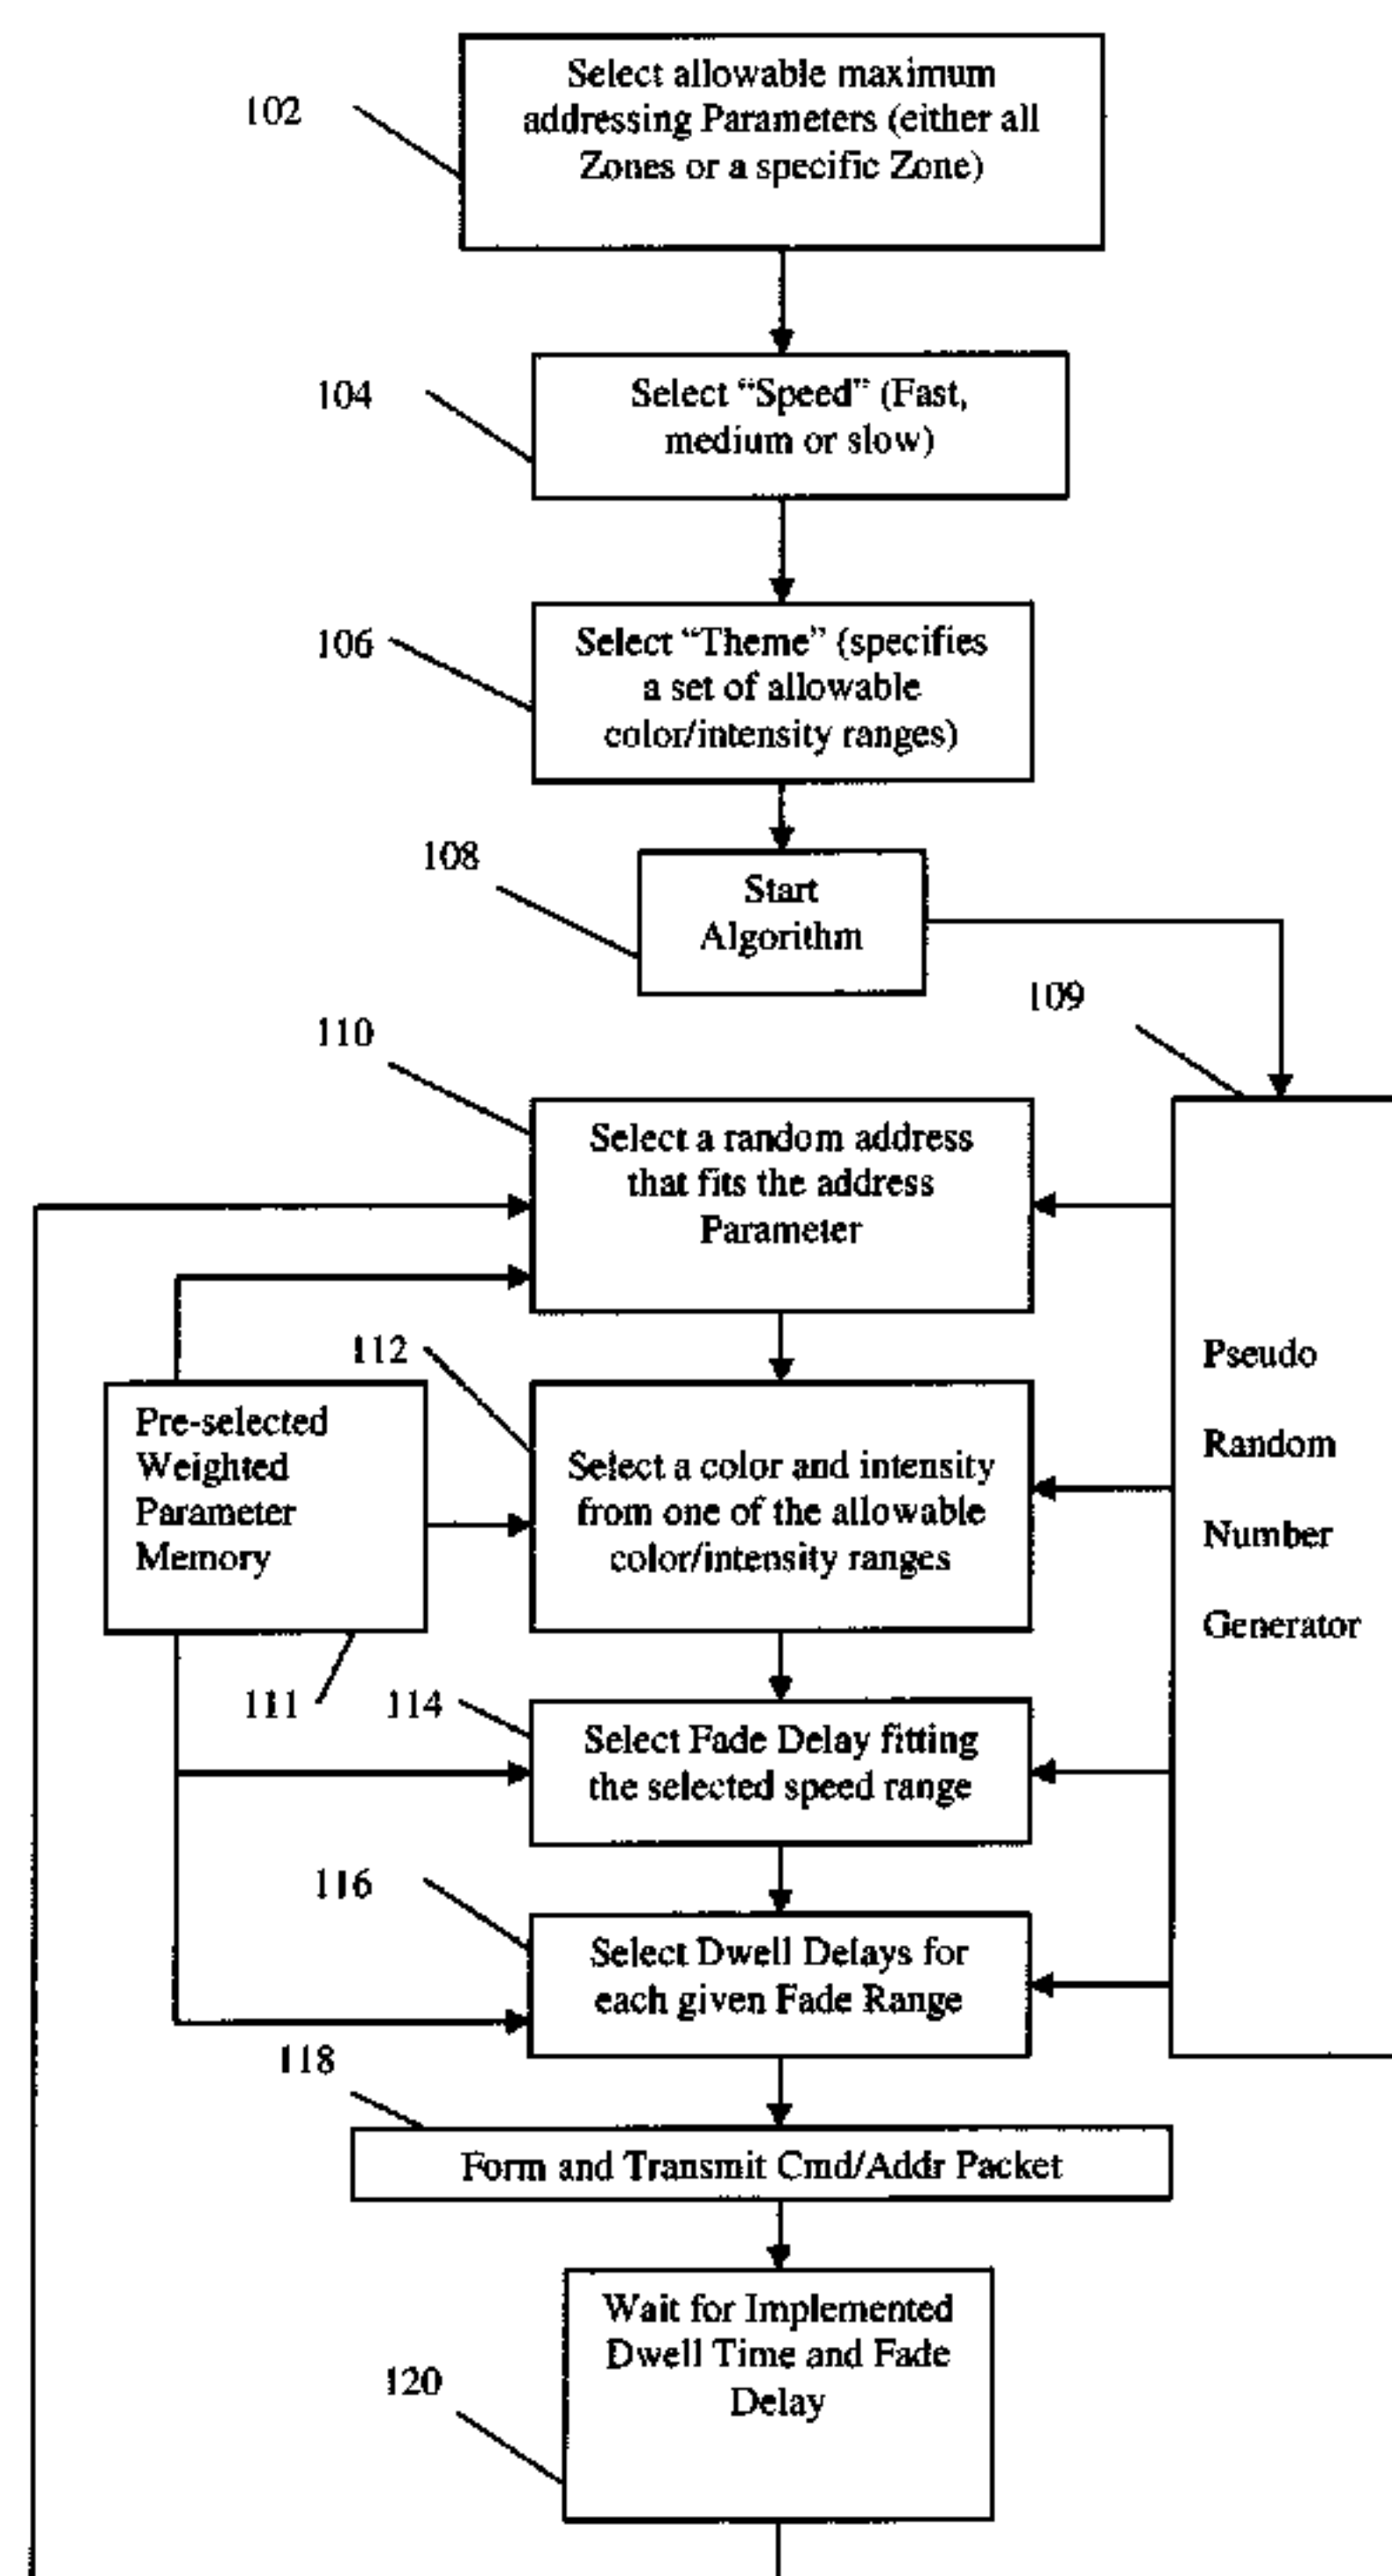 102
Select allowable maximum
addressing Parameters (either all
Zones or a specific Zone)
104
Select “Speed” (Fast,
medium or slow)
106
Select “Theme” (specifies
a set of allowable
color/intensity ranges)
108
Start
Algorithm
109
110
Select a random address
that fits the address
Parameter
112
Pre-selected
Weighted
Parameter
Memory
111
Select a color and intensity
from one of the allowable
color/intensity ranges
Pseudo
Random
Number
Generator
114
Select Fade Delay fitting
the selected speed range
116
Select Dwell Delays for
each given Fade Range
118
Form and Transmit Cmd/Addr Packet
120
Wait for Implemented
Dwell Time and Fade
Delay